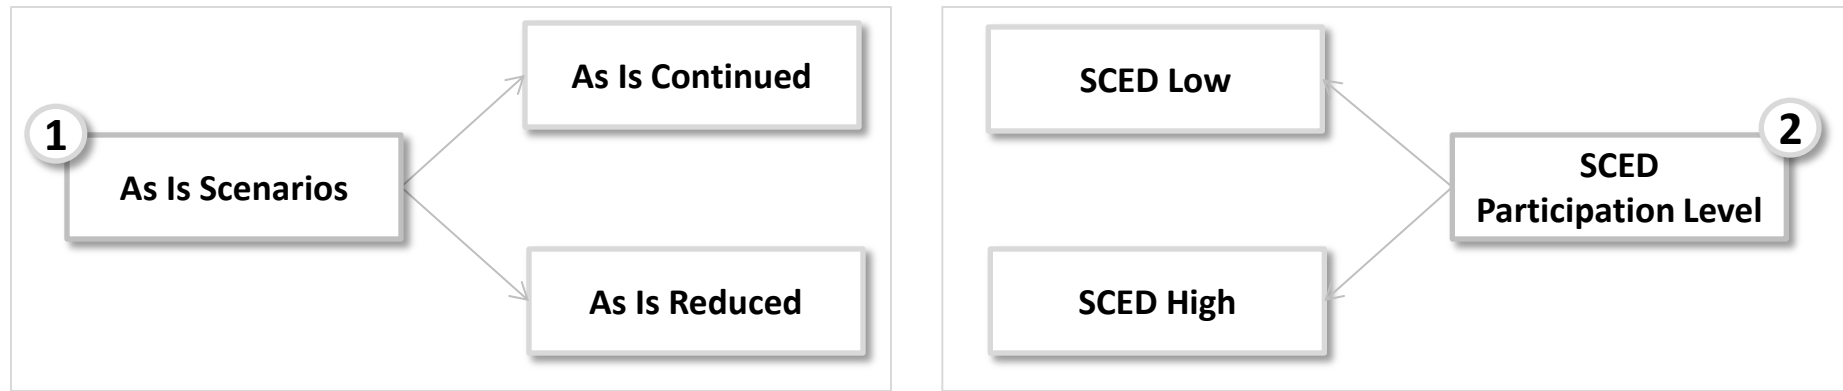 1
As Is Scenarios
As Is Continued
As Is Reduced
SCED Low
SCED High
2
SCED
Participation Level